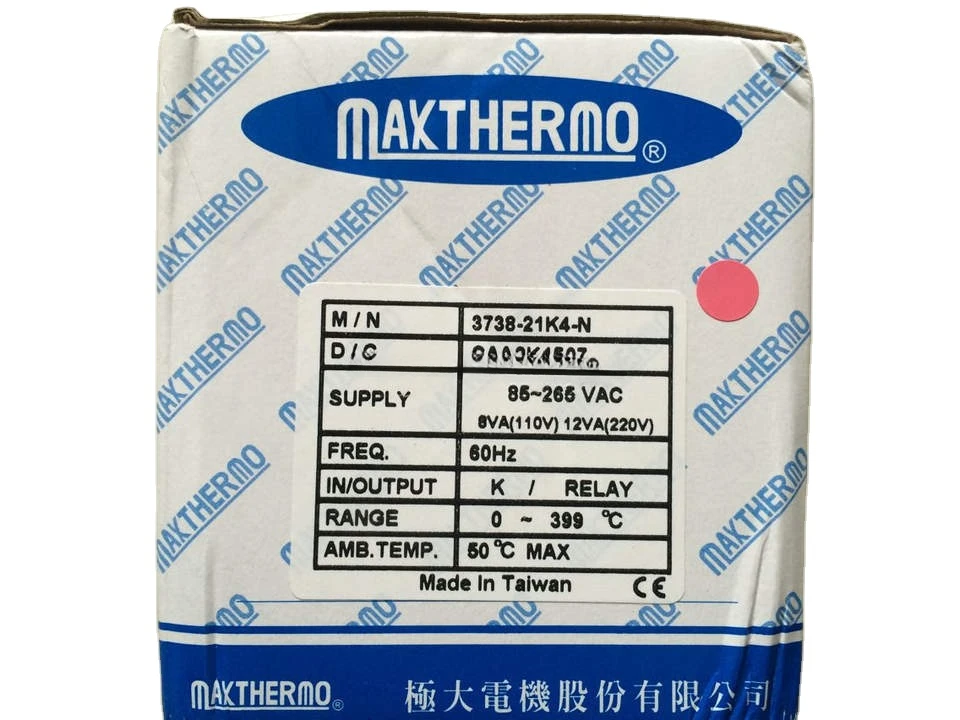 MAXTHERMO ®
M / N 3738-21K4-N
D / C
SUPPLY 85~265 VAC
8VA(110V) 12VA(220V)
FREQ. 60Hz
IN/OUTPUT K / RELAY
RANGE 0 ~ 399 ℃
AMB.TEMP. 50℃ MAX
Made In Taiwan CE
MAXTHERMO ® 極大電機股份有限公司